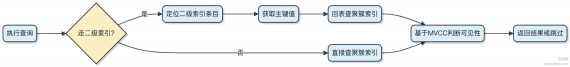 执行查询
走二级索引?
是
定位二级索引条目
获取主键值
回表查聚簇索引
否
直接查聚簇索引
基于MVCC判断可见性
返回结果或跳过